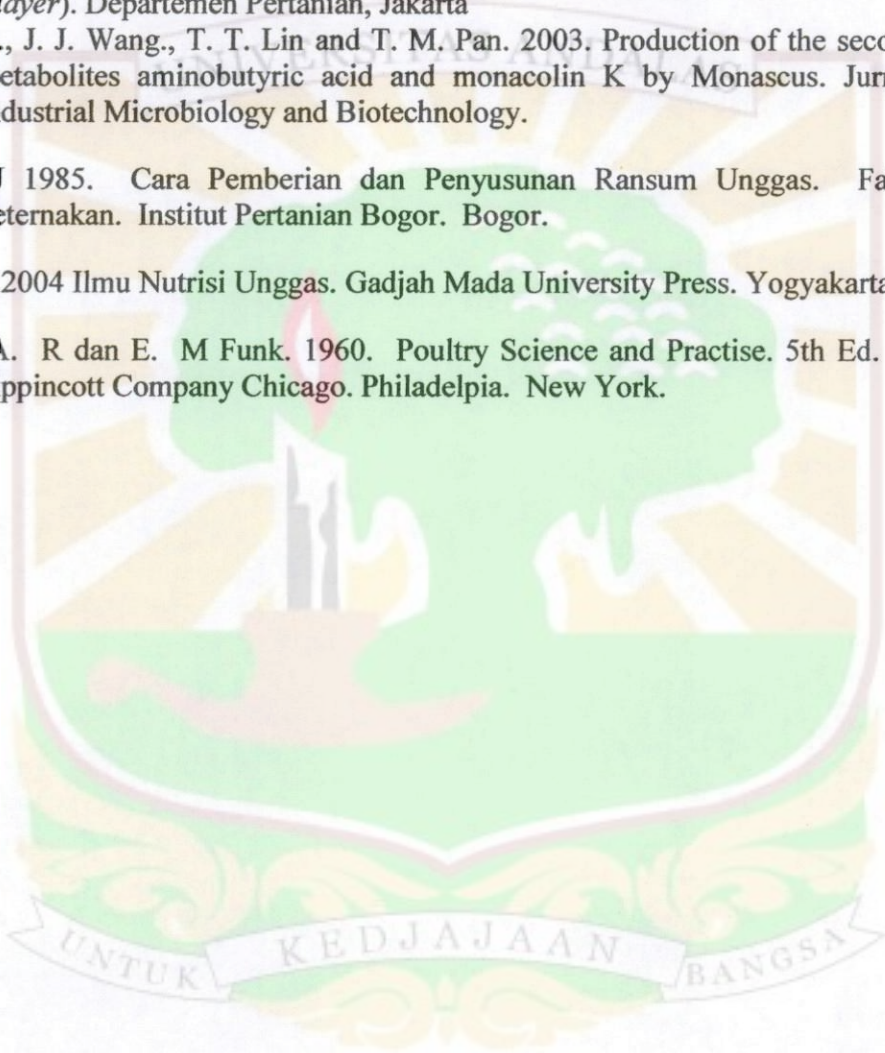 layer). Departemen Pertanian, Jakarta
., J. J. Wang., T. T. Lin and T. M. Pan. 2003. Production of the seco
etabolites aminobutyric acid and monacolin K by Monascus. Jur
dustrial Microbiology and Biotechnology.
1985. Cara Pemberian dan Penyusunan Ransum Unggas. Fa
eternakan. Institut Pertanian Bogor. Bogor.
2004 Ilmu Nutrisi Unggas. Gadjah Mada University Press. Yogyakarta
A. R dan E. M Funk. 1960. Poultry Science and Practise. 5th Ed.
ppincott Company Chicago. Philadelpia. New York.
UNIVERSITAS ANDALAS
UNTUK KEDJAJAAN BANGSA